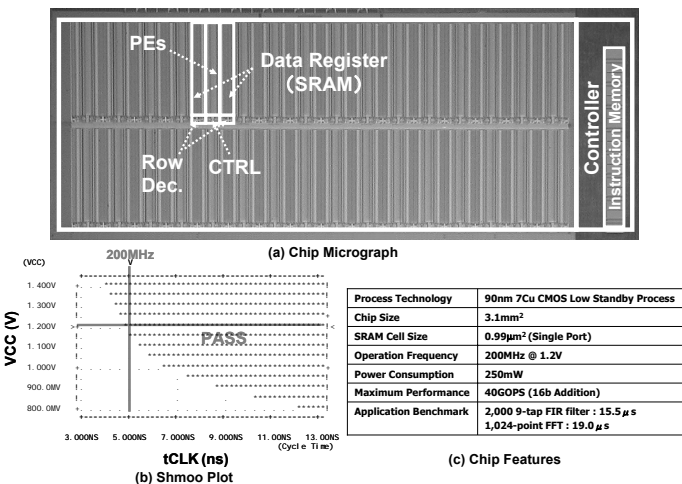 PEs
Data Register
(SRAM)
Row
Dec.
CTRL
Controller
Instruction Memory
(a) Chip Micrograph
200MHz
(VCC)
1.400V
1.300V
1.200V
1.100V
1.000V
900.0MV
800.0MV
VCC (V)
PASS
3.000NS 5.000NS 7.000NS 9.000NS 11.00NS 13.00NS
(Cycle Time)
tCLK (ns)
(b) Shmoo Plot
Process Technology 90nm 7Cu CMOS Low Standby Process
Chip Size 3.1mm²
SRAM Cell Size 0.99μm² (Single Port)
Operation Frequency 200MHz @ 1.2V
Power Consumption 250mW
Maximum Performance 40GOPS (16b Addition)
Application Benchmark 2,000 9-tap FIR filter : 15.5μs
1,024-point FFT : 19.0μs
(c) Chip Features